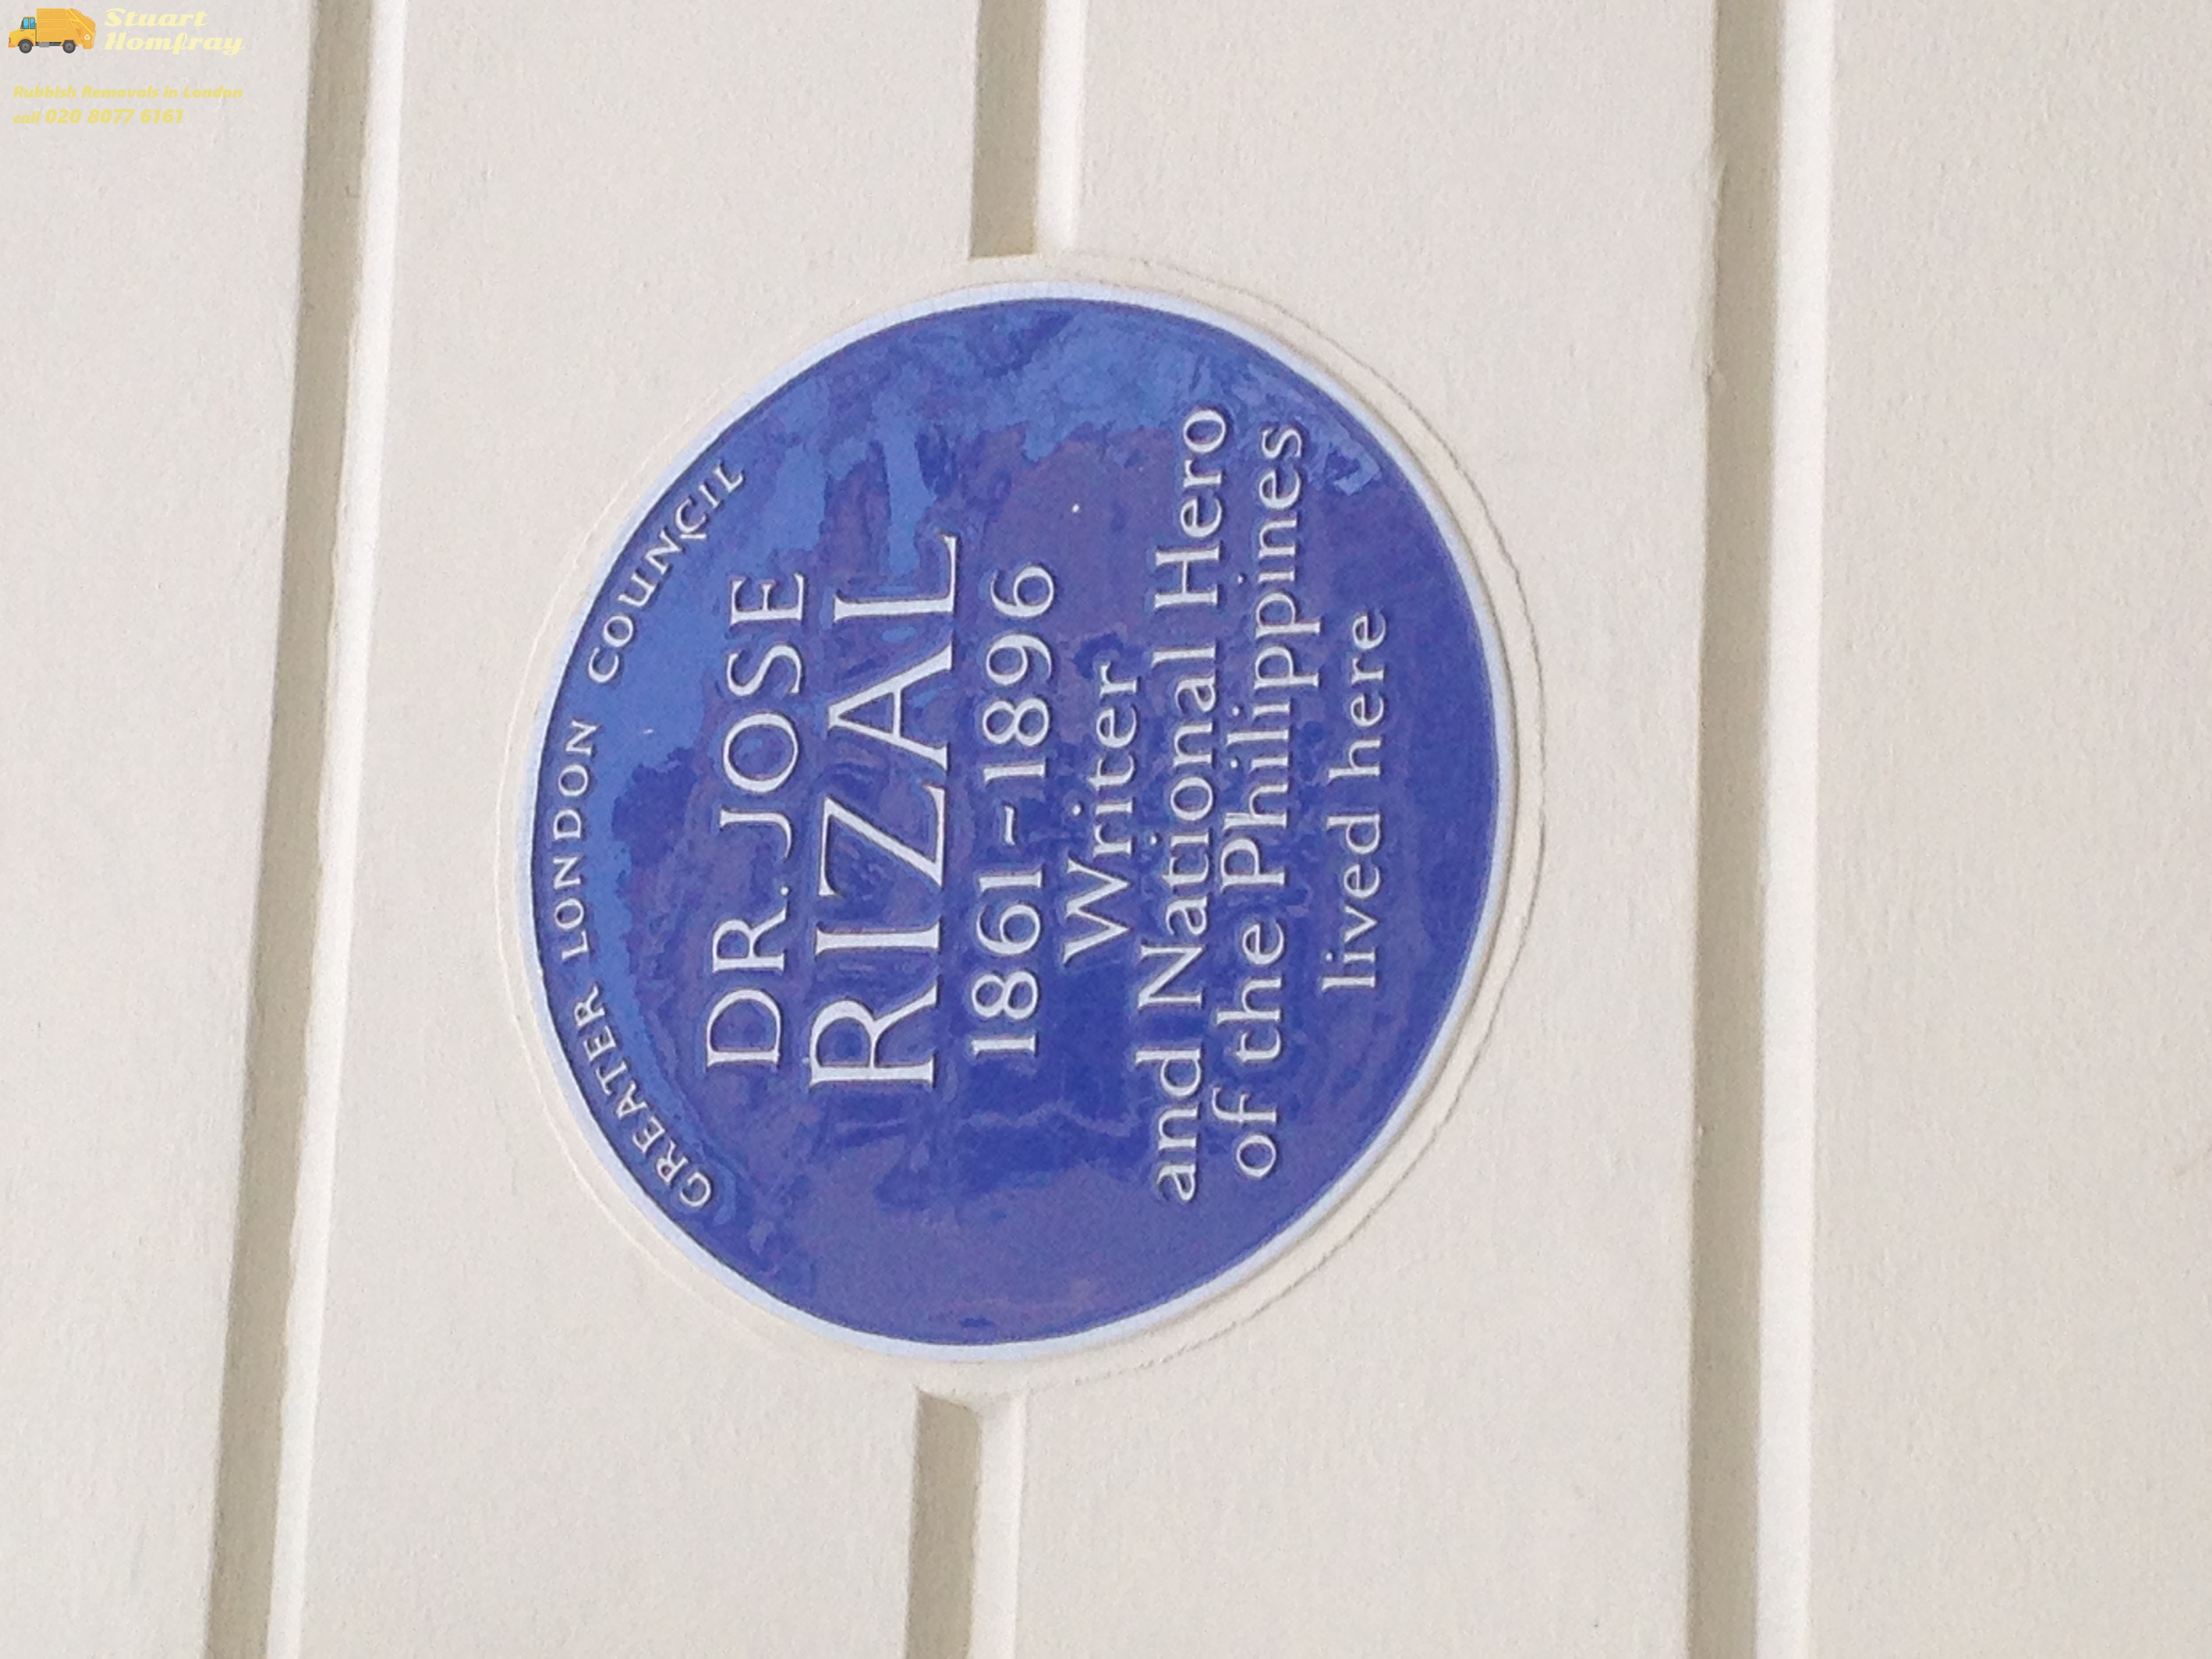 Stuart
Homfray
Rubbish Removals in London
call 020 8077 6161
GREATER LONDON COUNCIL
DR. JOSE
RIZAL
1861-1896
Writer
and National Hero
of the Philippines
lived here